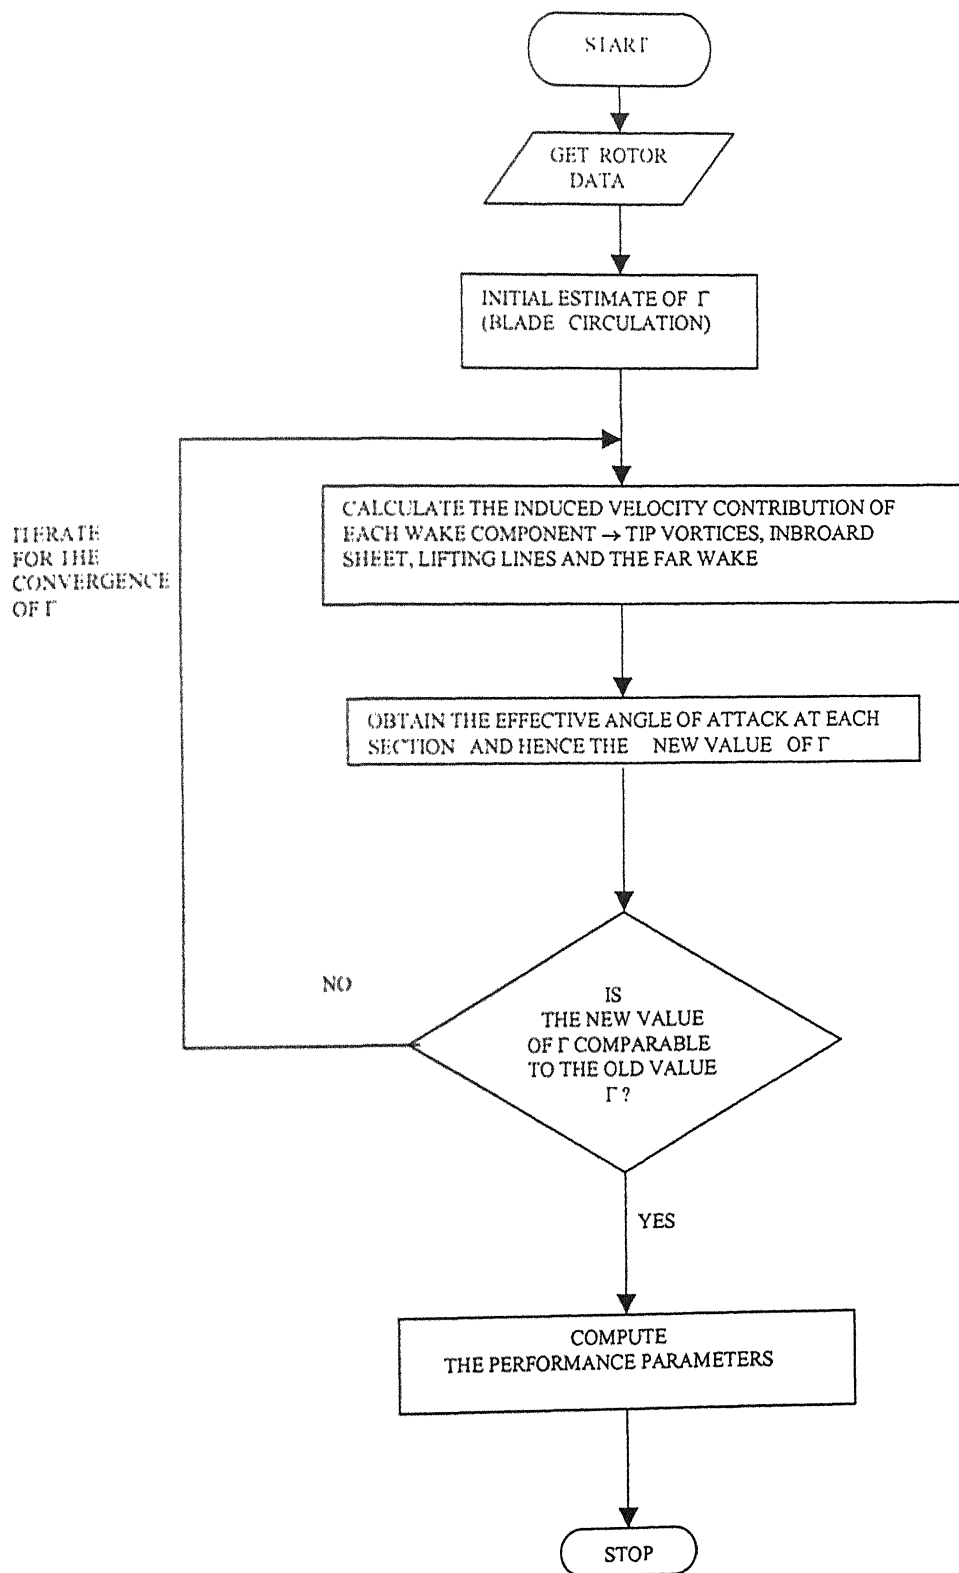 START
GET ROTOR
DATA
INITIAL ESTIMATE OF Γ
(BLADE CIRCULATION)
CALCULATE THE INDUCED VELOCITY CONTRIBUTION OF
EACH WAKE COMPONENT → TIP VORTICES, INBROARD
SHEET, LIFTING LINES AND THE FAR WAKE
ITERATE
FOR THE
CONVERGENCE
OF Γ
OBTAIN THE EFFECTIVE ANGLE OF ATTACK AT EACH
SECTION AND HENCE THE NEW VALUE OF Γ
NO
IS
THE NEW VALUE
OF Γ COMPARABLE
TO THE OLD VALUE
Γ ?
YES
COMPUTE
THE PERFORMANCE PARAMETERS
STOP